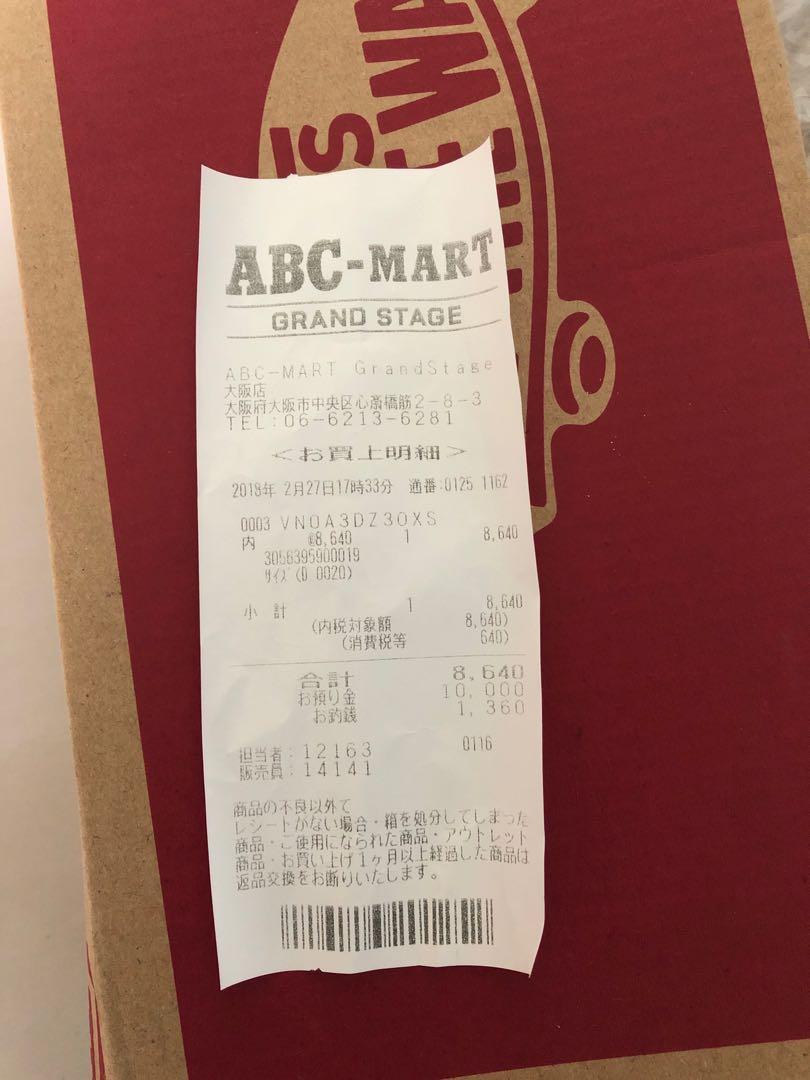 ABC-MART
GRAND STAGE
ABC-MART GrandStage
大阪店
大阪府大阪市中央区心斎橋筋2-8-3
TEL:06-6213-6281
<お買上明細>
2018年 2月27日17時33分 通番:0125 1162
0003 VN0A3DZ3OXS
内 @8,640 1 8,640
3056395900019
サイズ(D 0020)
小 計 1 8,640
(内税対象額 8,640)
(消費税等 640)
合計 8,640
お預り金 10,000
お釣銭 1,360
担当者:12163 0116
販売員:14141
商品の不良以外で
レシートがない場合・箱を処分してしまった
商品・ご使用になられた商品・アウトレット
商品・お買い上げ1ヶ月以上経過した商品は
返品交換をお断りいたします。